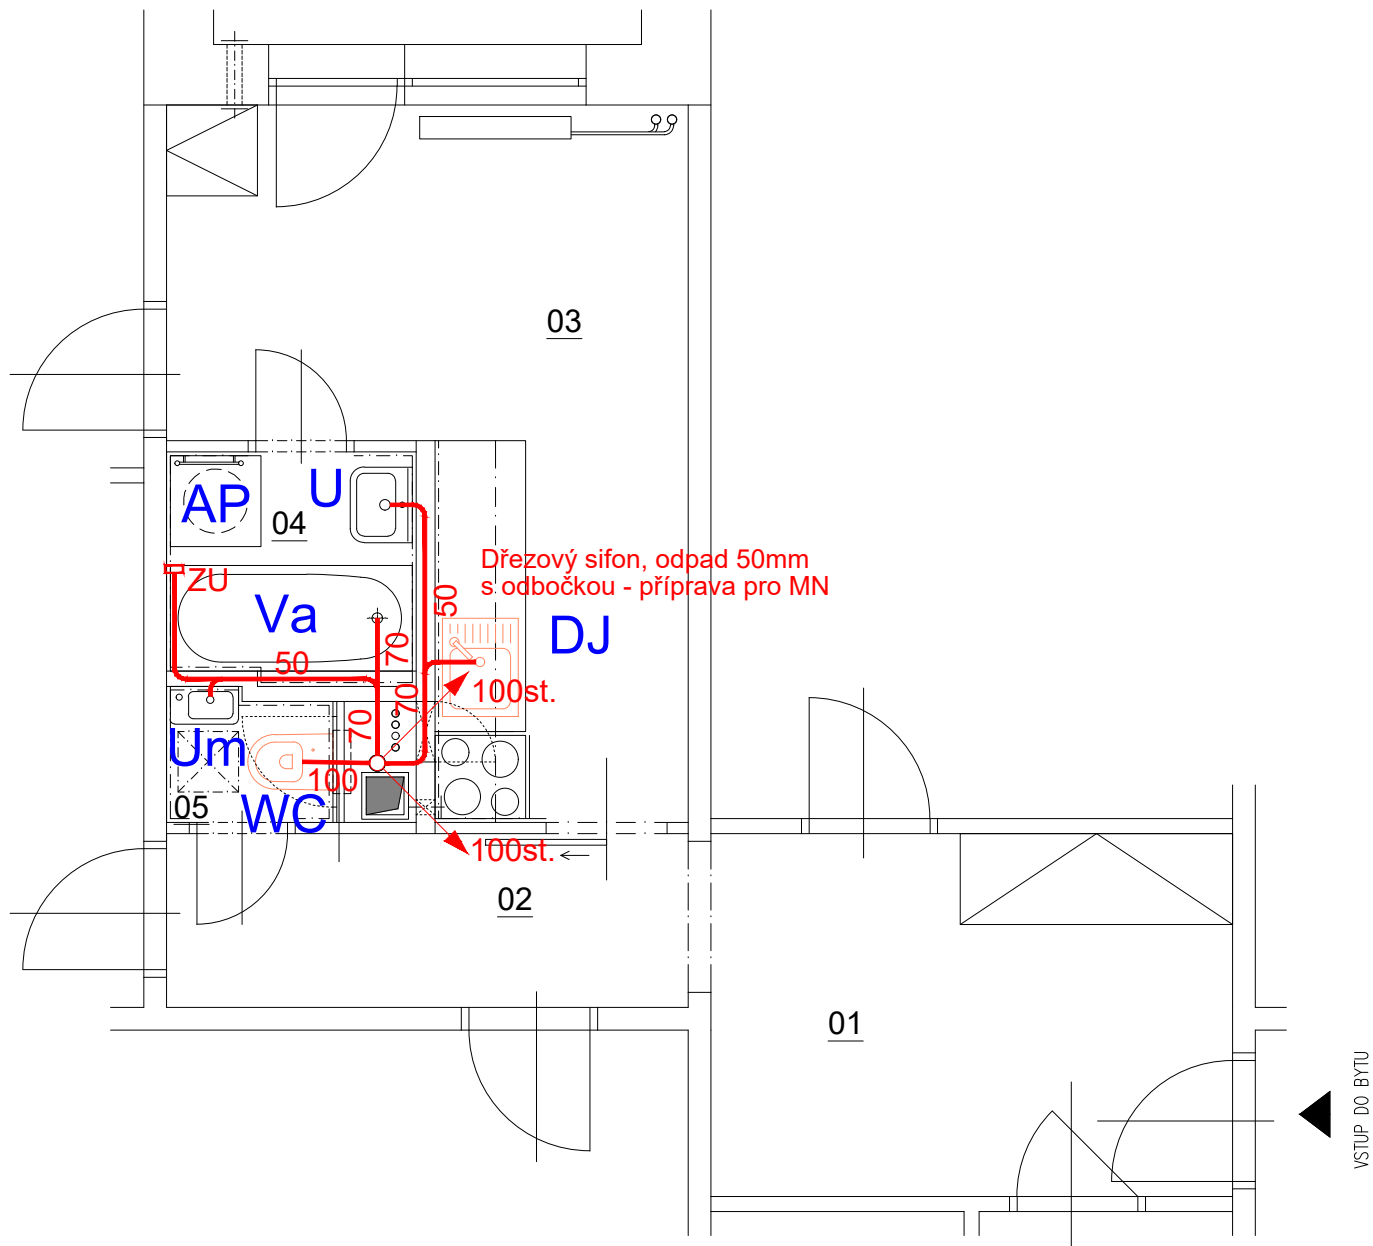 03
AP
U
04
Dřezový sifon, odpad 50mm
s odbočkou - příprava pro MN
ZU
Va
50
DJ
70
50
100st.
70
70
Um
100
WC
05
100st.
02
01
VSTUP DO BYTU